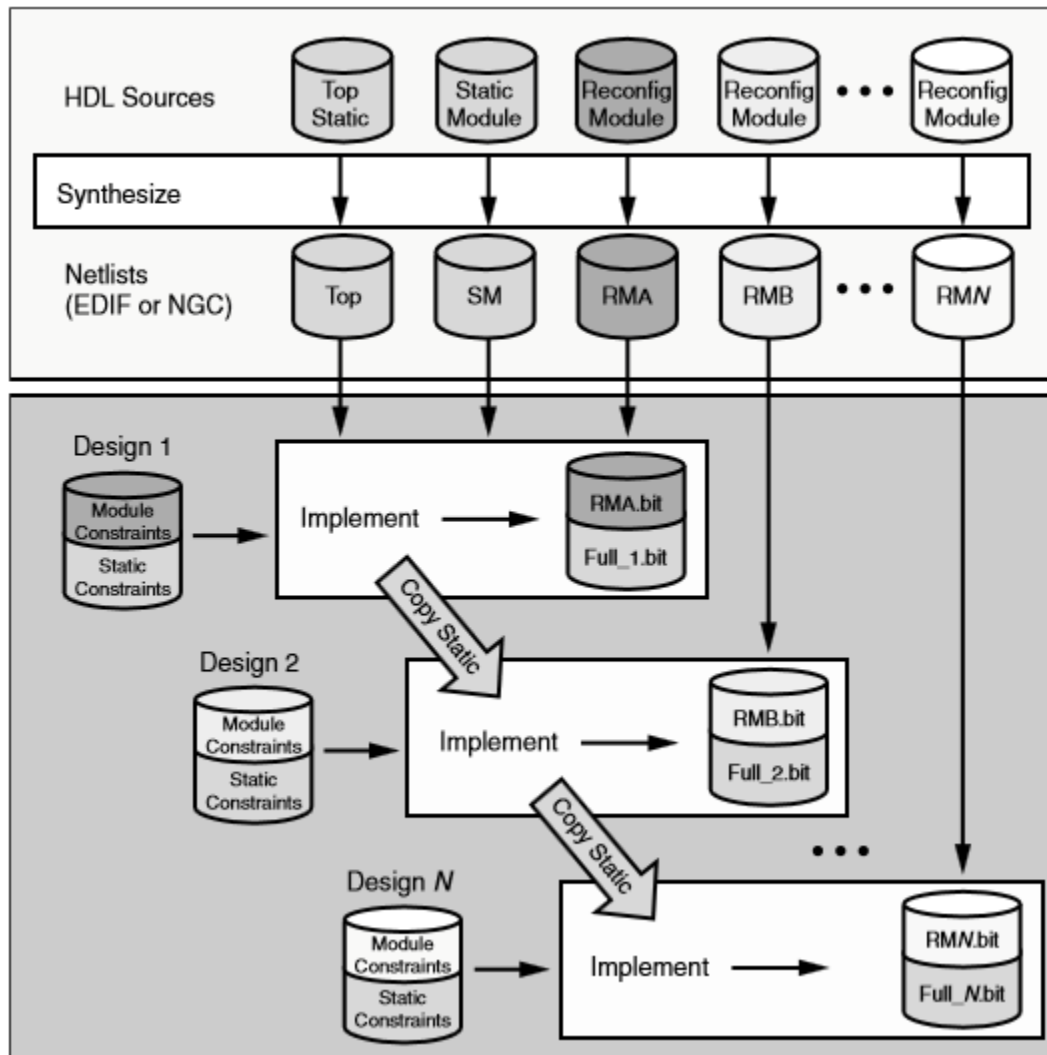 HDL Sources
Top
Static
Static
Module
Reconfig
Module
Reconfig
Module
Reconfig
Module
Synthesize
Netlists
(EDIF or NGC)
Top
SM
RMA
RMB
RMN
Design 1
Module
Constraints
Static
Constraints
Implement
RMA.bit
Full_1.bit
Copy Static
Design 2
Module
Constraints
Static
Constraints
Implement
RMB.bit
Full_2.bit
Copy Static
Design N
Module
Constraints
Static
Constraints
Implement
RMN.bit
Full_N.bit